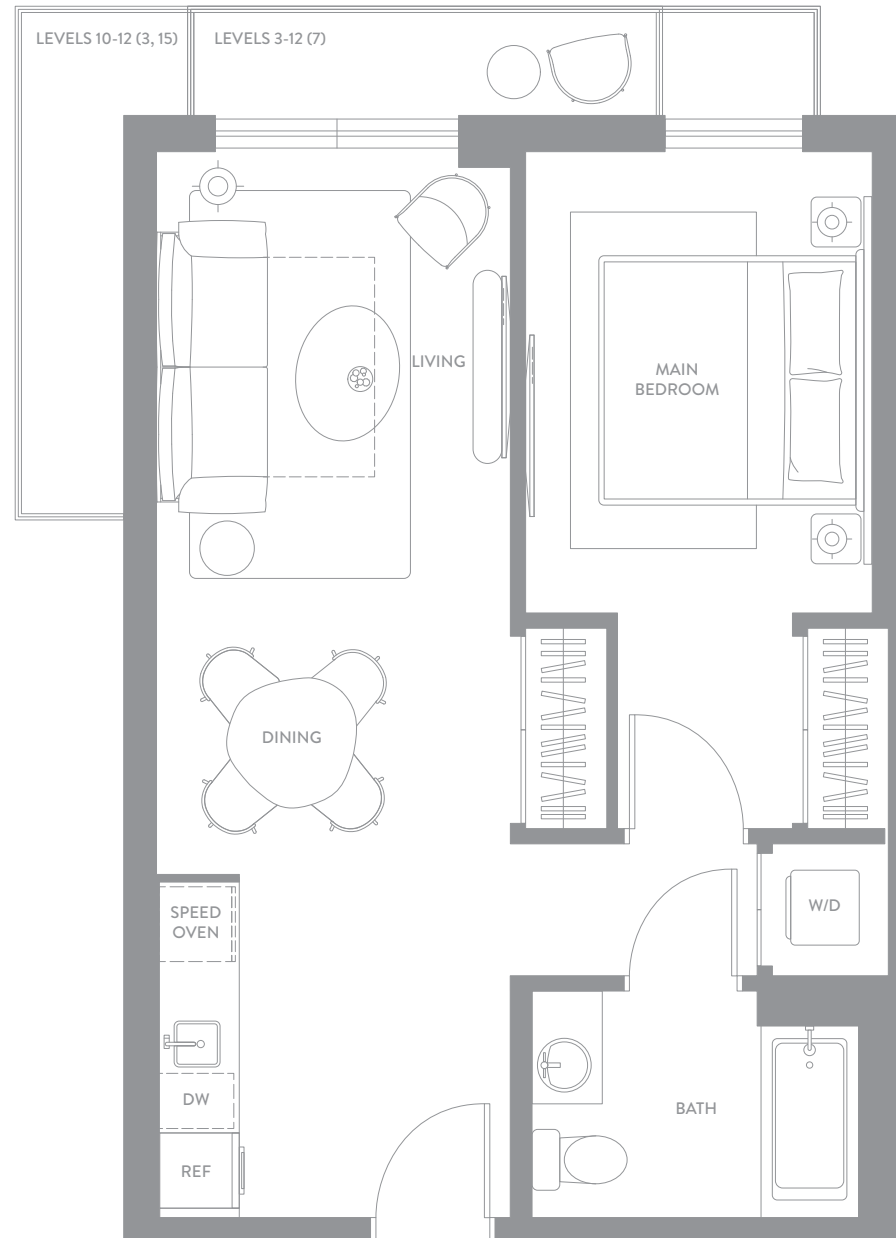 LEVELS 10-12 (3, 15)
LEVELS 3-12 (7)
LIVING
MAIN
BEDROOM
DINING
SPEED
OVEN
W/D
DW
BATH
REF